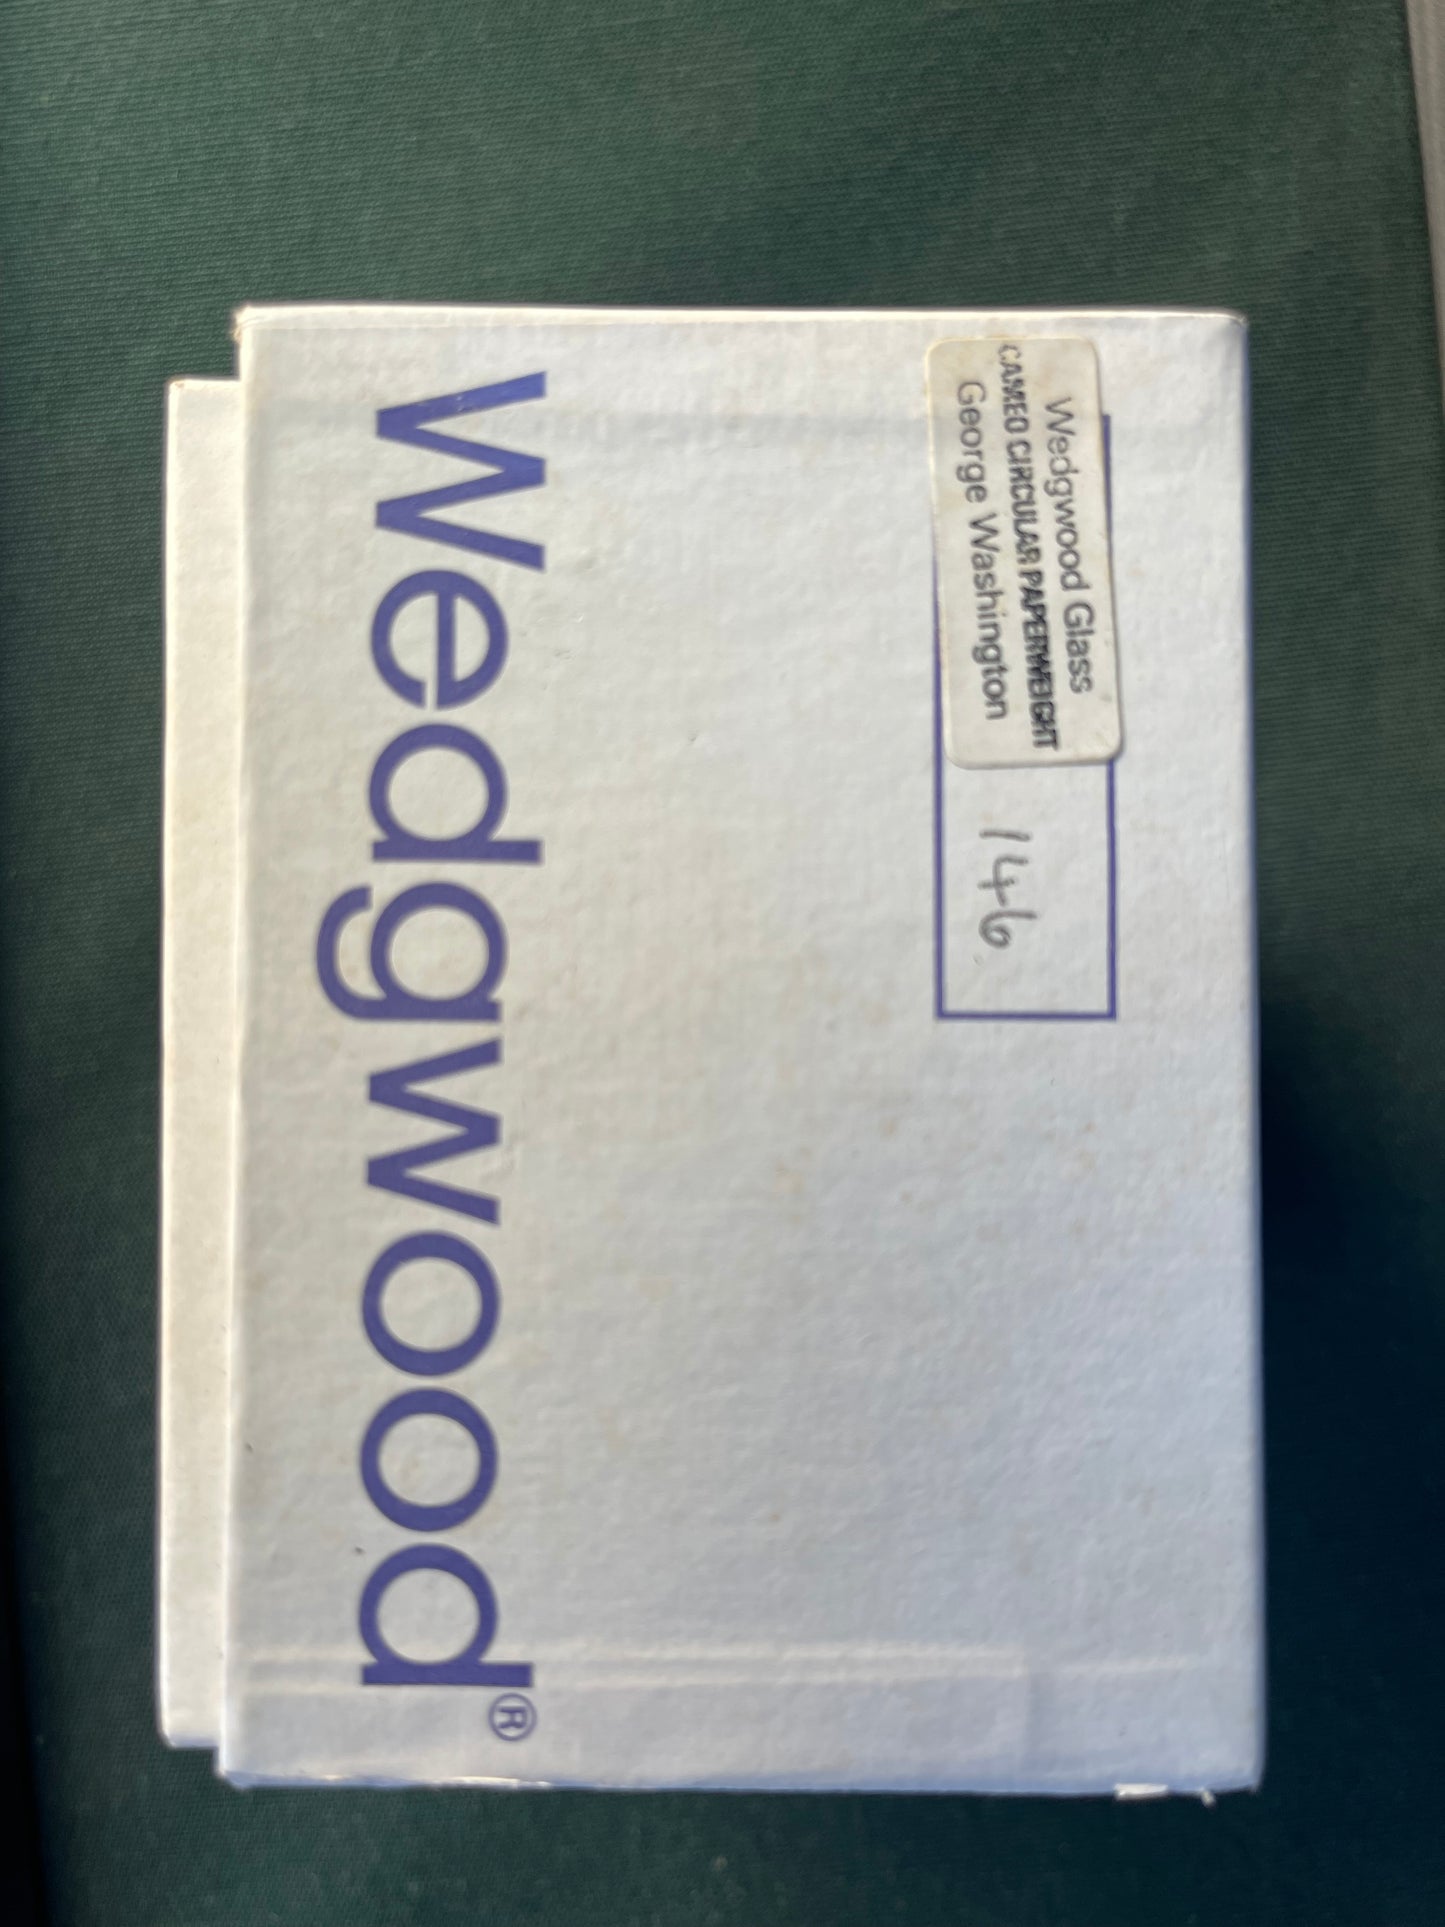 Wedgwood Glass
CAMEO CIRCULAR PAPERWEIGHT
George Washington
146
Wedgwood®